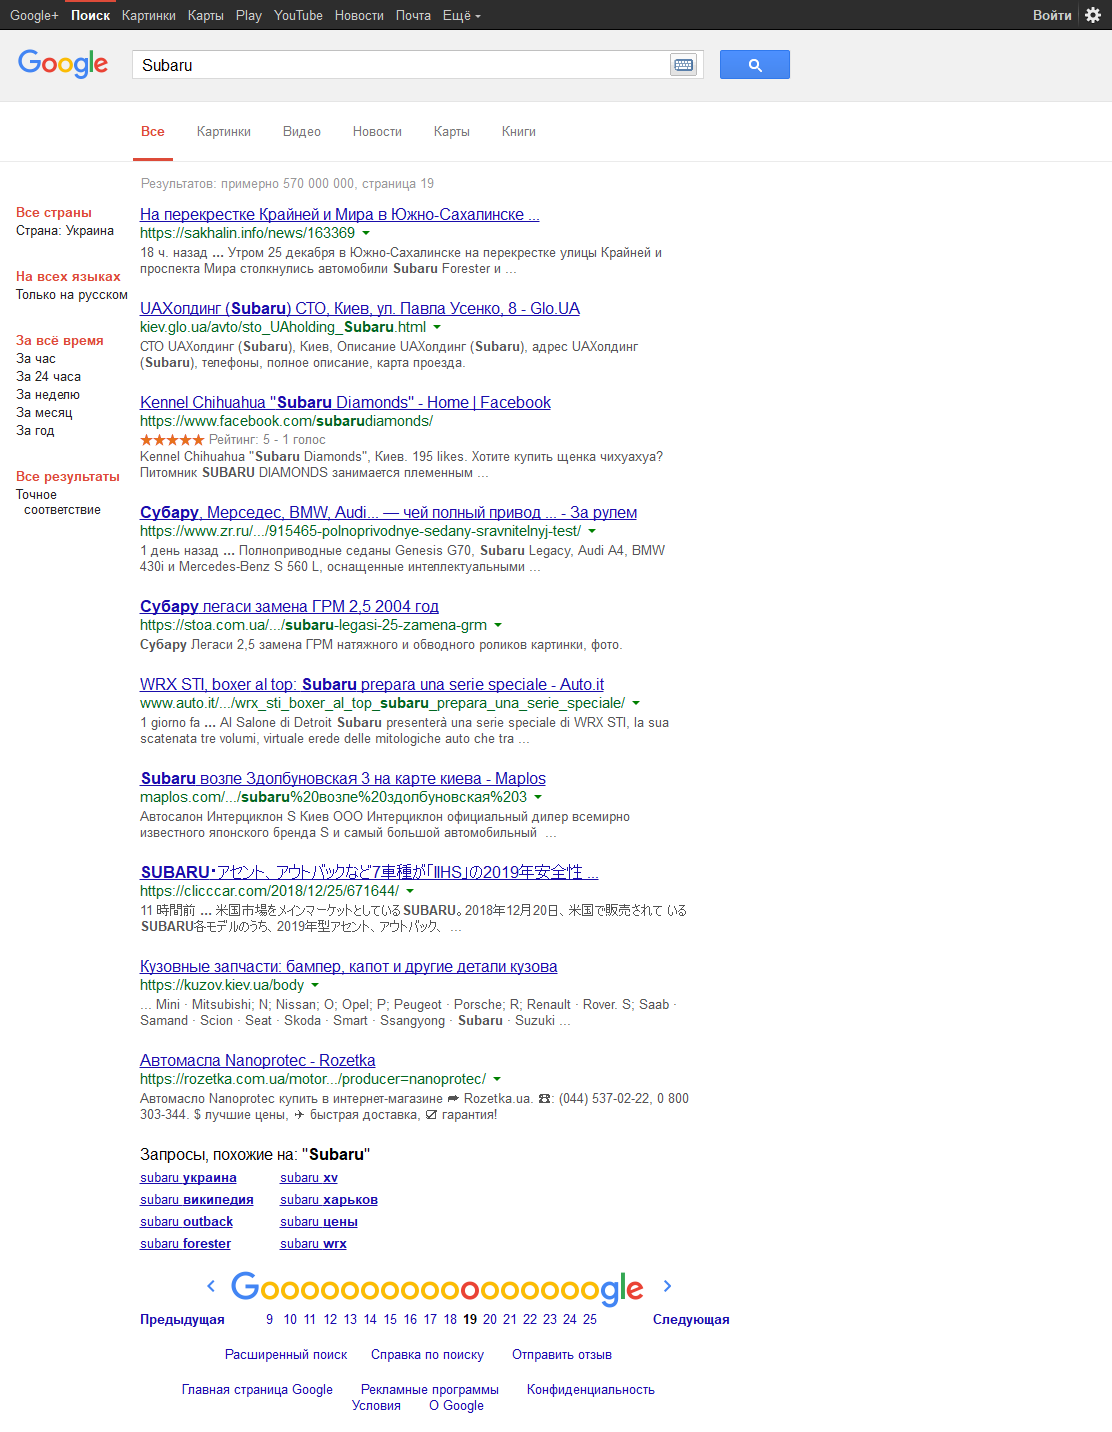 Google+ Поиск Картинки Карты Play YouTube Новости Почта Ещё Войти
Google Subaru
Все Картинки Видео Новости Карты Книги
Результатов: примерно 570 000 000, страница 19
Все страны
Страна: Украина
На всех языках
Только на русском
За всё время
За час
За 24 часа
За неделю
За месяц
За год
Все результаты
Точное
соответствие
На перекрестке Крайней и Мира в Южно-Сахалинске ...
https://sakhalin.info/news/163369
18 ч. назад ... Утром 25 декабря в Южно-Сахалинске на перекрестке улицы Крайней и
проспекта Мира столкнулись автомобили Subaru Forester и ...
UAХолдинг (Subaru) СТО, Киев, ул. Павла Усенко, 8 - Glo.UA
kiev.glo.ua/avto/sto_UAholding_Subaru.html
СТО UAХолдинг (Subaru), Киев, Описание UAХолдинг (Subaru), адрес UAХолдинг
(Subaru), телефоны, полное описание, карта проезда.
Kennel Chihuahua "Subaru Diamonds" - Home | Facebook
https://www.facebook.com/subarudiamonds/
★★★★★ Рейтинг: 5 - 1 голос
Kennel Chihuahua "Subaru Diamonds", Киев. 195 likes. Хотите купить щенка чихуахуа?
Питомник SUBARU DIAMONDS занимается племенным ...
Субару, Мерседес, BMW, Audi... — чей полный привод ... - За рулем
https://www.zr.ru/.../915465-polnoprivodnye-sedany-sravnitelnyj-test/
1 день назад ... Полноприводные седаны Genesis G70, Subaru Legacy, Audi A4, BMW
430i и Mercedes-Benz S 560 L, оснащенные интеллектуальными ...
Субару легаси замена ГРМ 2,5 2004 год
https://stoa.com.ua/.../subaru-legasi-25-zamena-grm
Субару Легаси 2,5 замена ГРМ натяжного и обводного роликов картинки, фото.
WRX STI, boxer al top: Subaru prepara una serie speciale - Auto.it
www.auto.it/.../wrx_sti_boxer_al_top_subaru_prepara_una_serie_speciale/
1 giorno fa ... Al Salone di Detroit Subaru presenterà una serie speciale di WRX STI, la sua
scatenata tre volumi, virtuale erede delle mitologiche auto che tra ...
Subaru возле Здолбуновская 3 на карте киева - Maplos
maplos.com/.../subaru%20возле%20здолбуновская%203
Автосалон Интерциклон S Киев ООО Интерциклон официальный дилер всемирно
известного японского бренда S и самый большой автомобильный ...
SUBARU・アセント、アウトバックなど7車種が「IIHS」の2019年安全性 ...
https://clicccar.com/2018/12/25/671644/
11 時間前 ... 米国市場をメインマーケットとしているSUBARU。2018年12月20日、米国で販売されて いる
SUBARU各モデルのうち、2019年型アセント、アウトバック、 ...
Кузовные запчасти: бампер, капот и другие детали кузова
https://kuzov.kiev.ua/body
... Mini · Mitsubishi; N; Nissan; O; Opel; P; Peugeot · Porsche; R; Renault · Rover. S; Saab ·
Samand · Scion · Seat · Skoda · Smart · Ssangyong · Subaru · Suzuki ...
Автомасла Nanoprotec - Rozetka
https://rozetka.com.ua/motor.../producer=nanoprotec/
Автомасло Nanoprotec купить в интернет-магазине ➦ Rozetka.ua. ☎: (044) 537-02-22, 0 800
303-344. $ лучшие цены, ✈ быстрая доставка, ☑ гарантия!
Запросы, похожие на: "Subaru"
subaru украина subaru xv
subaru википедия subaru харьков
subaru outback subaru цены
subaru forester subaru wrx
Goooooooooooooooooogle
Предыдущая 9 10 11 12 13 14 15 16 17 18 19 20 21 22 23 24 25 Следующая
Расширенный поиск Справка по поиску Отправить отзыв
Главная страница Google Рекламные программы Конфиденциальность
Условия О Google